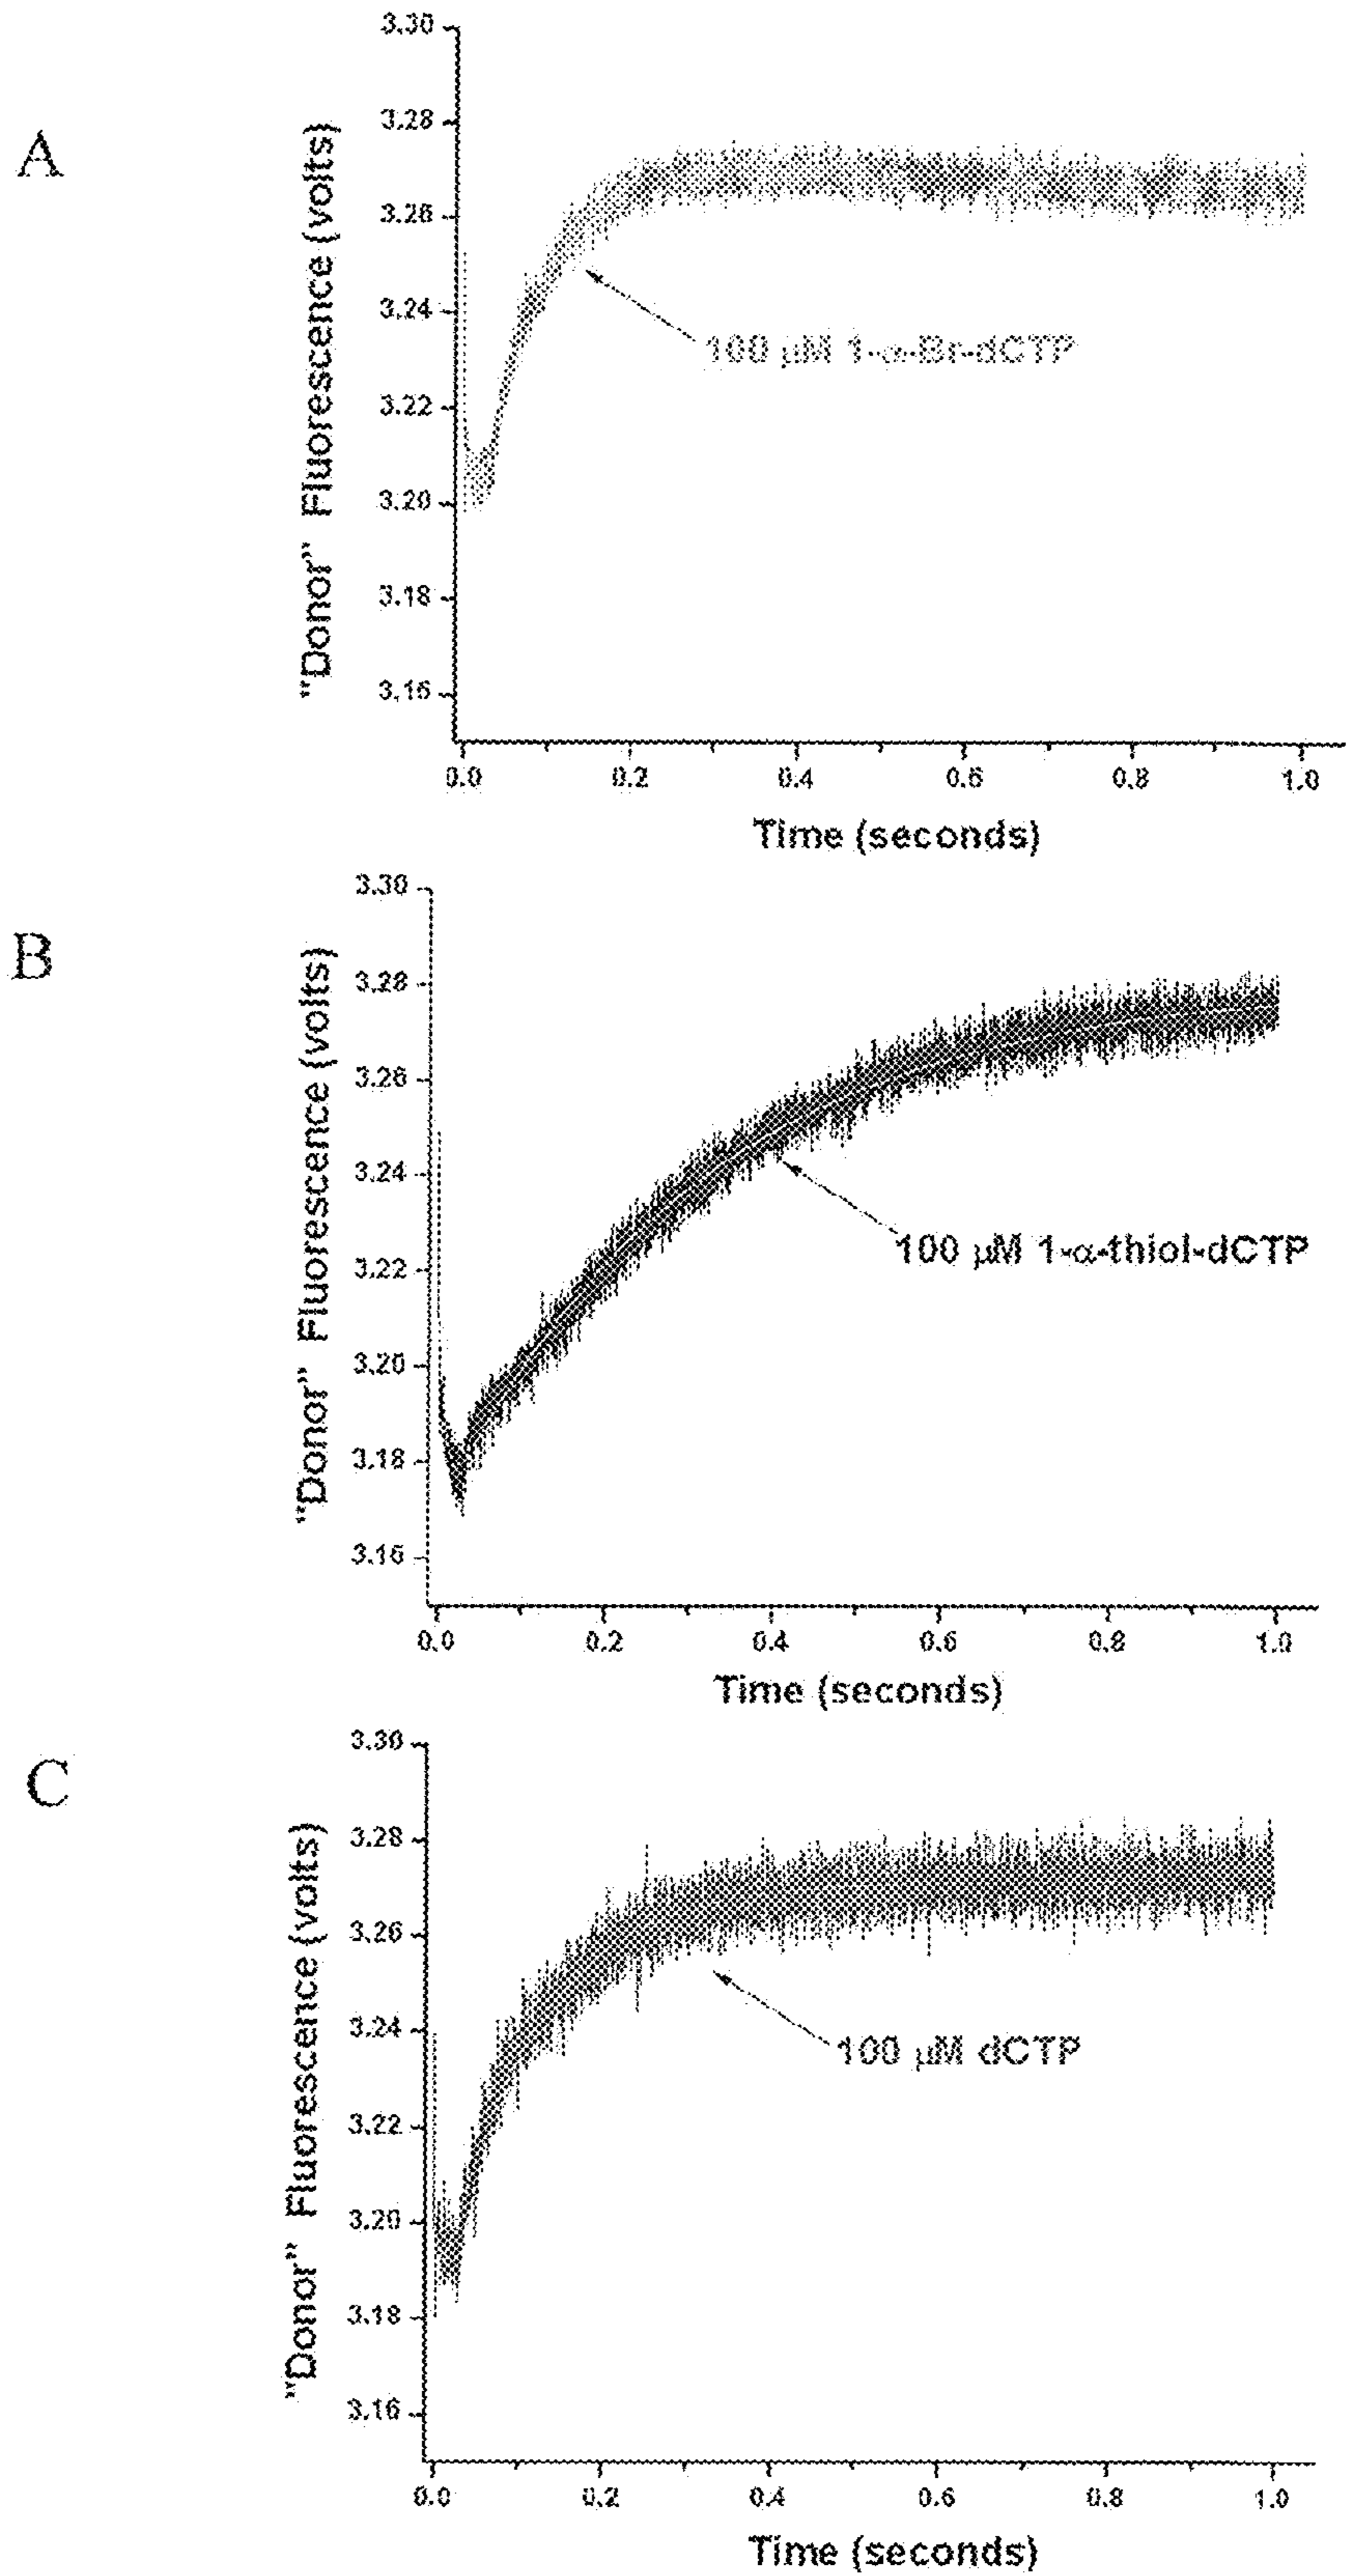 A
"Donor" Fluorescence (volts)
3.30
3.28
3.26
3.24
3.22
3.20
3.18
3.16
100 µM 1-α-Br-dCTP
0.0 0.2 0.4 0.6 0.8 1.0
Time (seconds)
B
"Donor" Fluorescence (volts)
3.30
3.28
3.26
3.24
3.22
3.20
3.18
3.16
100 µM 1-α-thiol-dCTP
0.0 0.2 0.4 0.6 0.8 1.0
Time (seconds)
C
"Donor" Fluorescence (volts)
3.30
3.28
3.26
3.24
3.22
3.20
3.18
3.16
100 µM dCTP
0.0 0.2 0.4 0.6 0.8 1.0
Time (seconds)